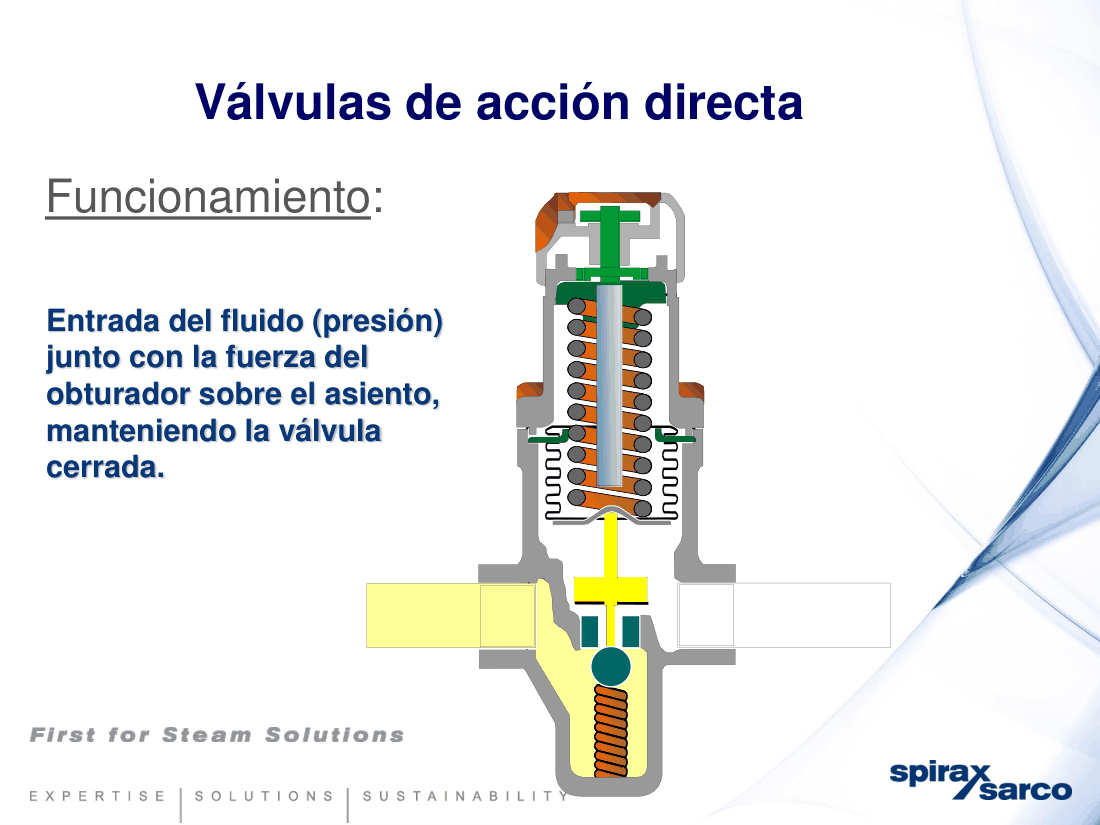 Válvulas de acción directa
Funcionamiento:
Entrada del fluido (presión)
junto con la fuerza del
obturador sobre el asiento,
manteniendo la válvula
cerrada.
First for Steam Solutions
EXPERTISE SOLUTIONS SUSTAINABILITY
spirax
sarco